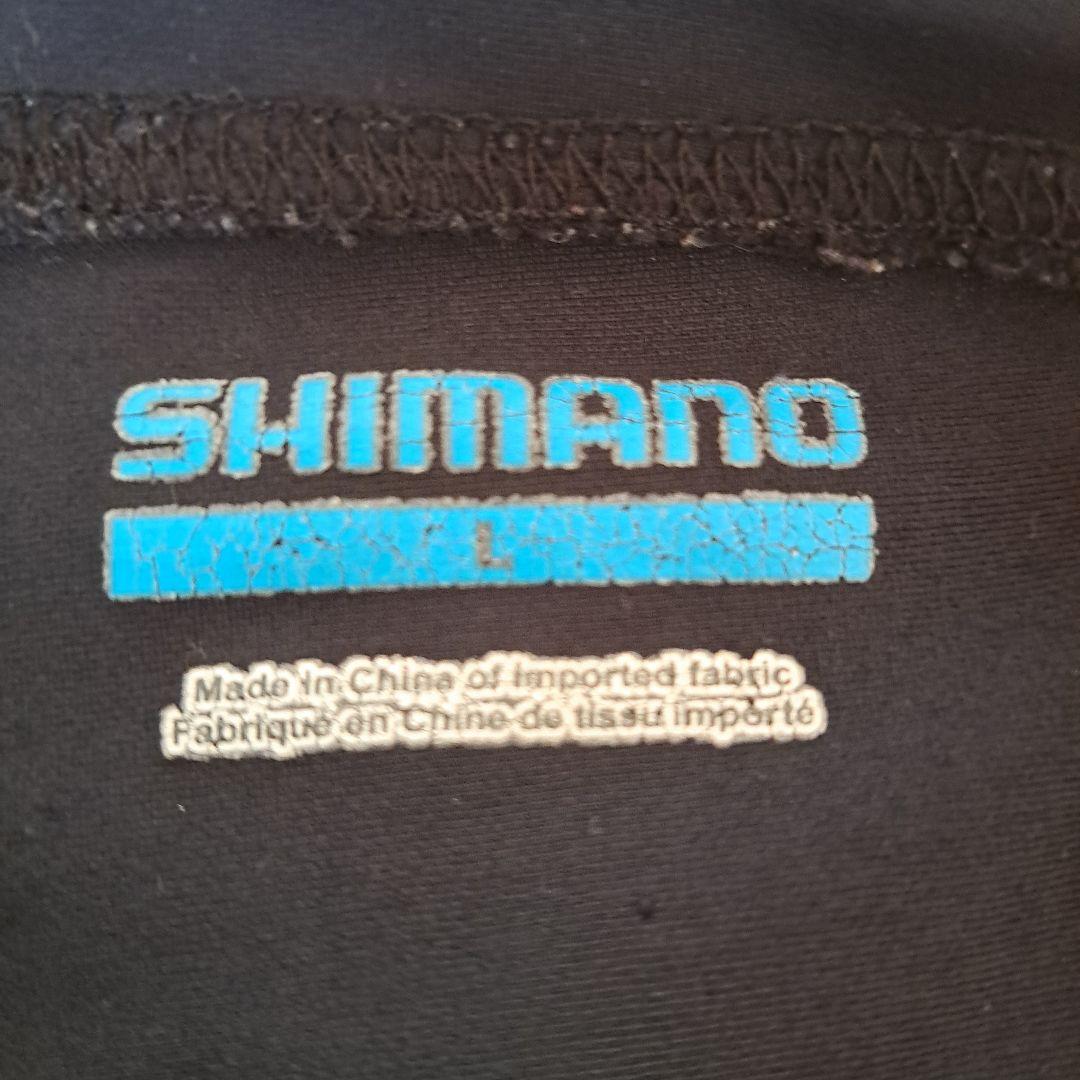 SHIMANO
L
Made in China of imported fabric
Fabriqué en Chine de tissu importé